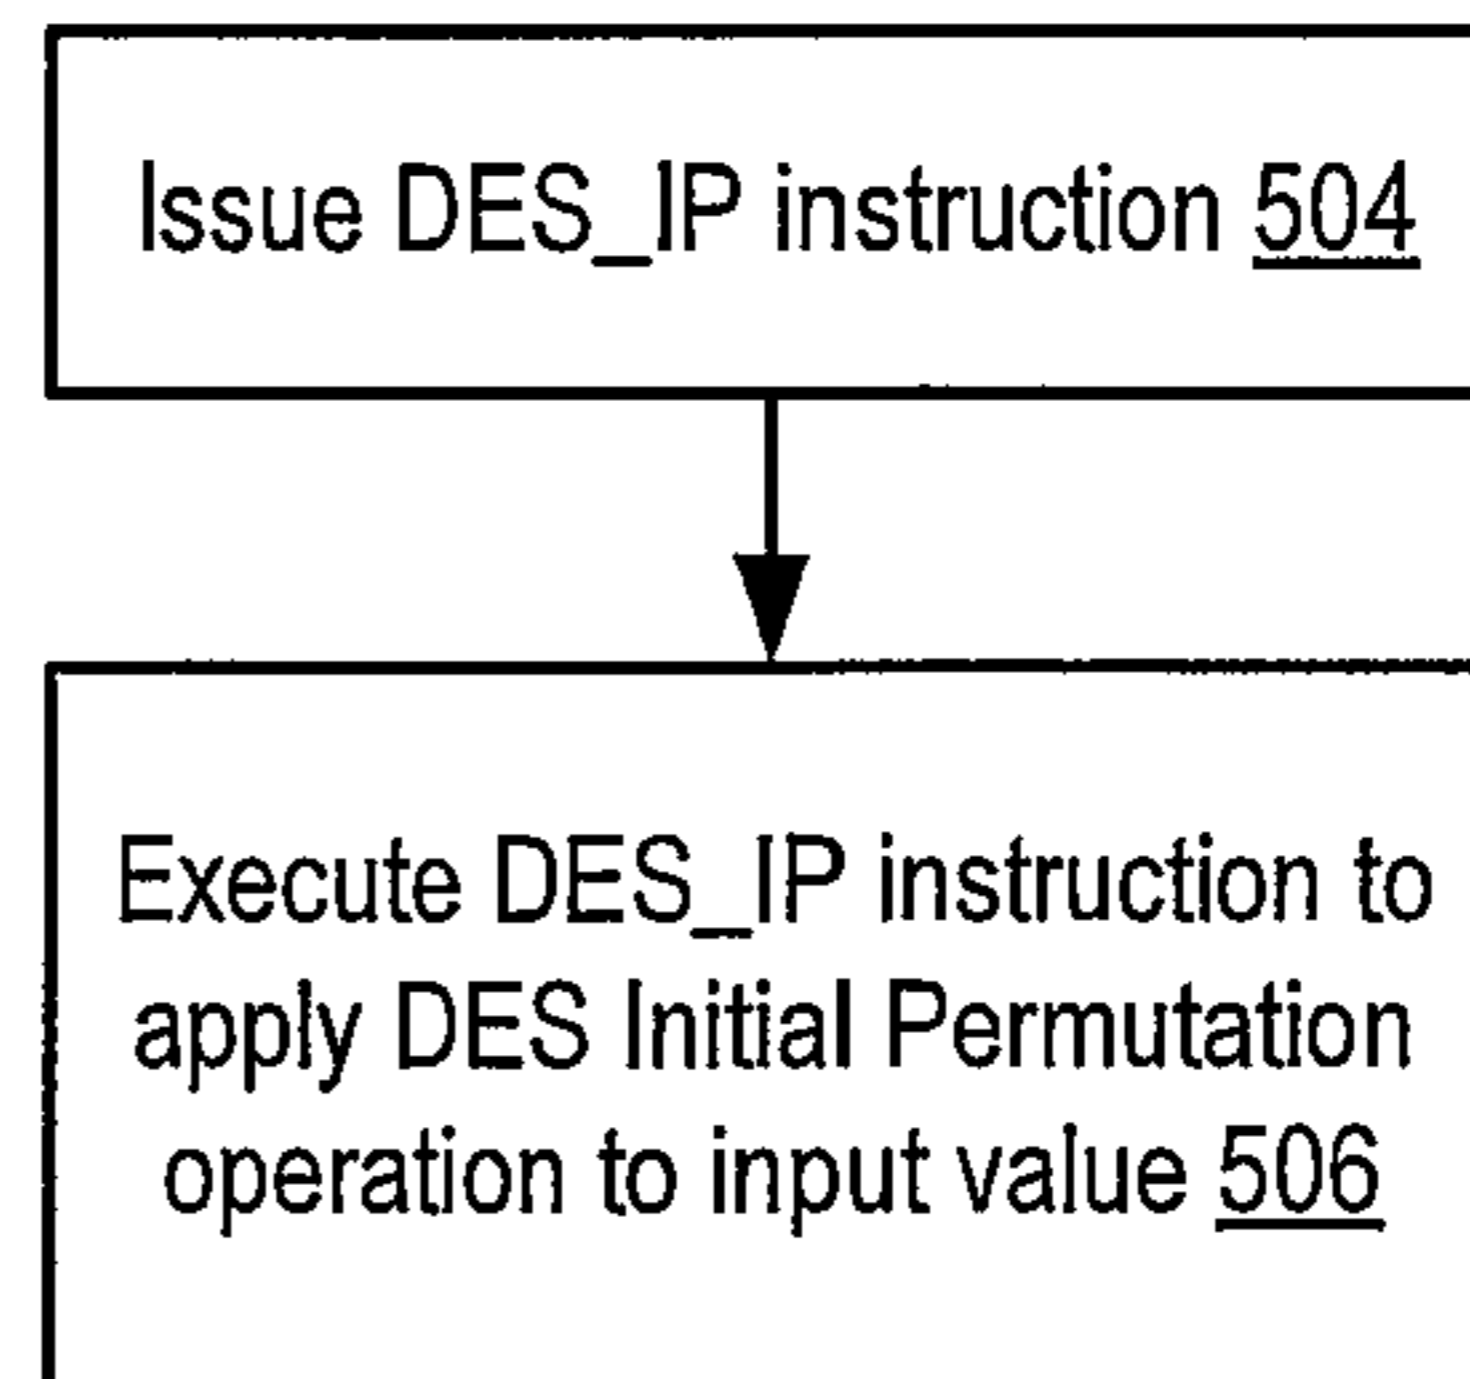 Issue DES_IP instruction 504
Execute DES_IP instruction to
apply DES Initial Permutation
operation to input value 506